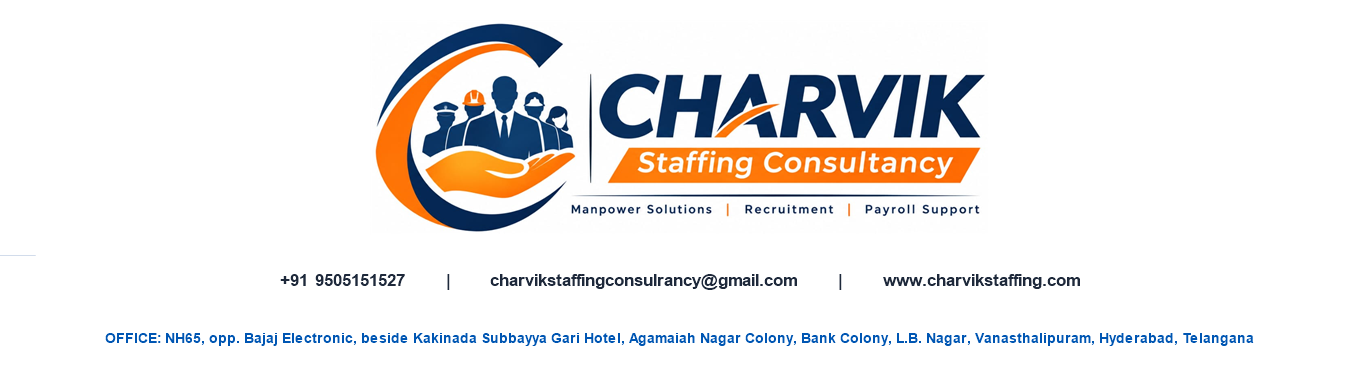 CHARVIK
Staffing Consultancy
Manpower Solutions | Recruitment | Payroll Support
+91 9505151527 | charvikstaffingconsulrancy@gmail.com | www.charvikstaffing.com
OFFICE: NH65, opp. Bajaj Electronic, beside Kakinada Subbayya Gari Hotel, Agamaiah Nagar Colony, Bank Colony, L.B. Nagar, Vanasthalipuram, Hyderabad, Telangana